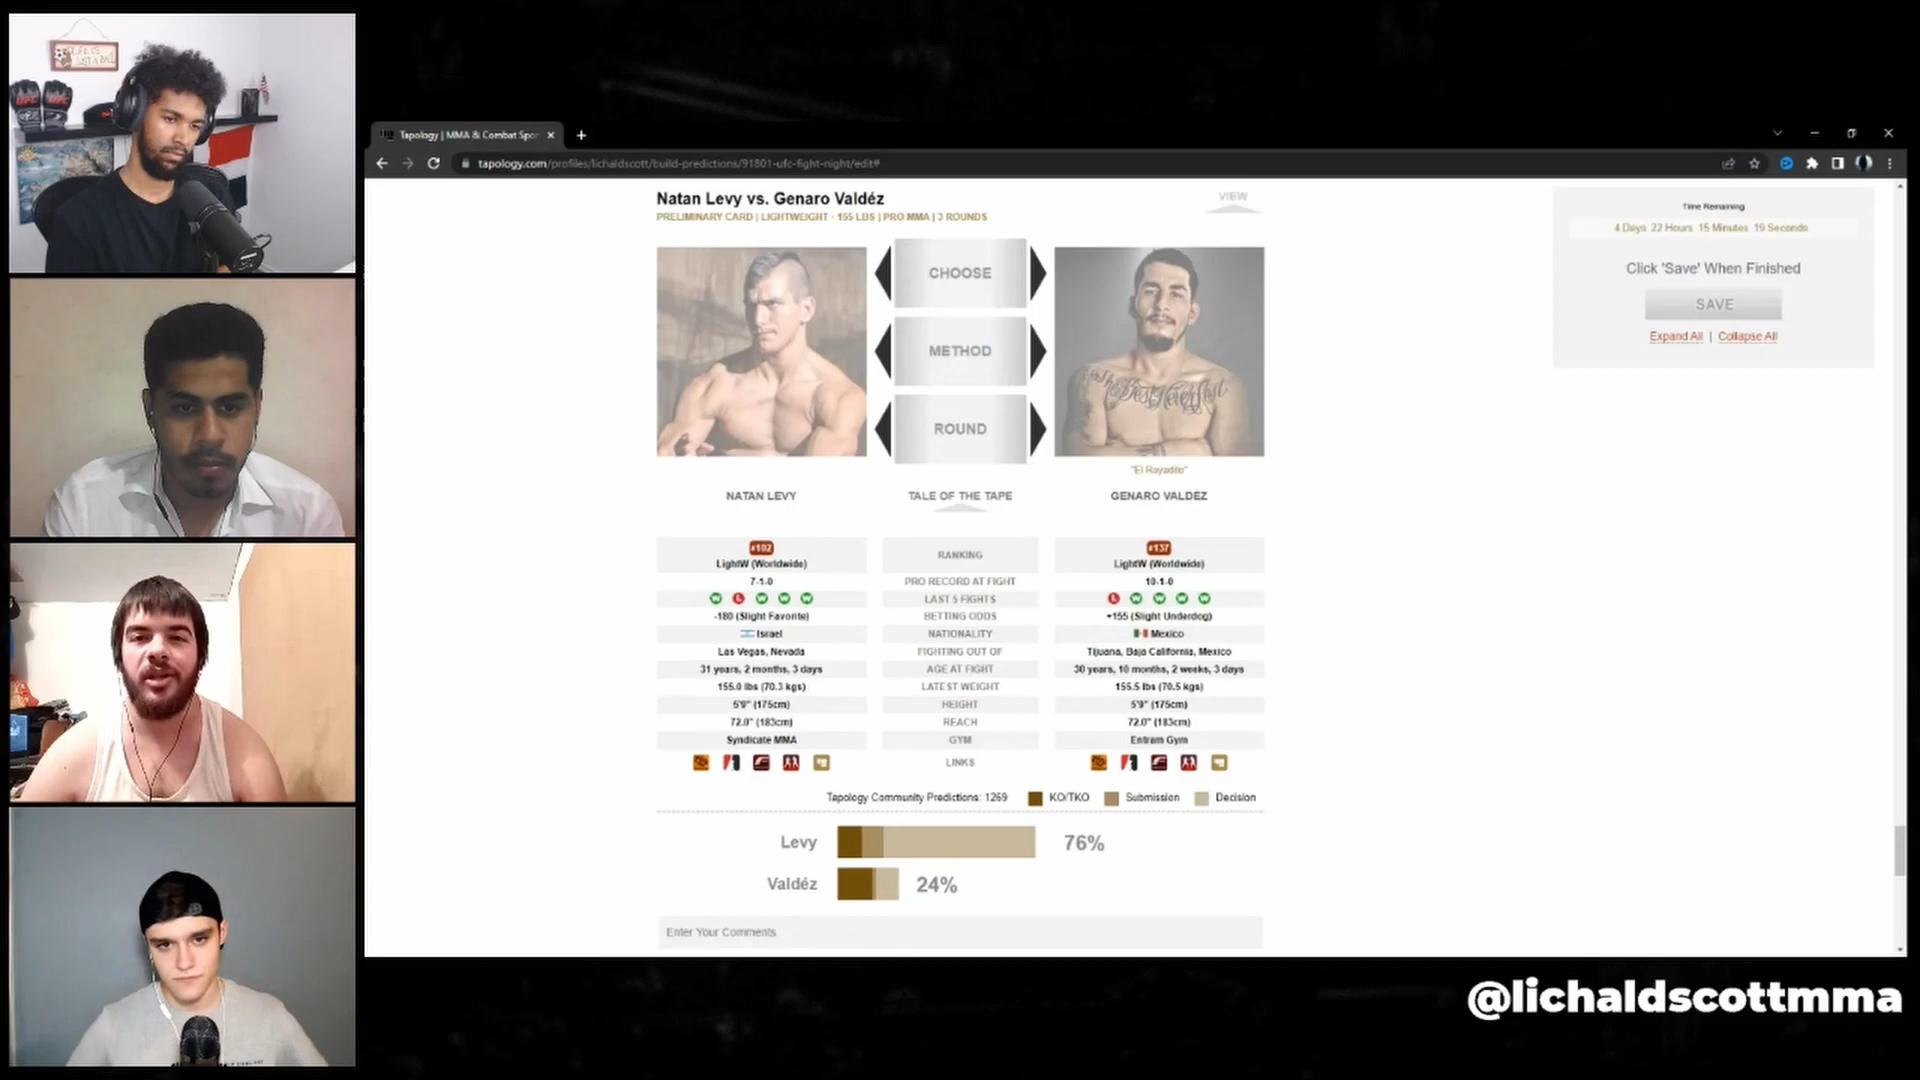 UFC
UFC
Tapology | MMA & Combat Spor
tapology.com/profiles/lichaldscott/build-predictions/91801-ufc-fight-night/edit#
Natan Levy vs. Genaro Valdéz
VIEW
PRELIMINARY CARD | LIGHTWEIGHT · 155 LBS | PRO MMA | 3 ROUNDS
Time Remaining
4 Days 22 Hours 15 Minutes 19 Seconds
Click 'Save' When Finished
SAVE
Expand All | Collapse All
CHOOSE
METHOD
ROUND
"El Rayadito"
NATAN LEVY TALE OF THE TAPE GENARO VALDÉZ
#102 RANKING #137
LightW (Worldwide) LightW (Worldwide)
7-1-0 PRO RECORD AT FIGHT 10-1-0
W L W W W LAST 5 FIGHTS L W W W W
-180 (Slight Favorite) BETTING ODDS +155 (Slight Underdog)
Israel NATIONALITY Mexico
Las Vegas, Nevada FIGHTING OUT OF Tijuana, Baja California, Mexico
31 years, 2 months, 3 days AGE AT FIGHT 30 years, 10 months, 2 weeks, 3 days
155.0 lbs (70.3 kgs) LATEST WEIGHT 155.5 lbs (70.5 kgs)
5'9" (175cm) HEIGHT 5'9" (175cm)
72.0" (183cm) REACH 72.0" (183cm)
Syndicate MMA GYM Entram Gym
LINKS
Tapology Community Predictions: 1269 KO/TKO Submission Decision
Levy 76%
Valdéz 24%
Enter Your Comments
@lichaldscottmma